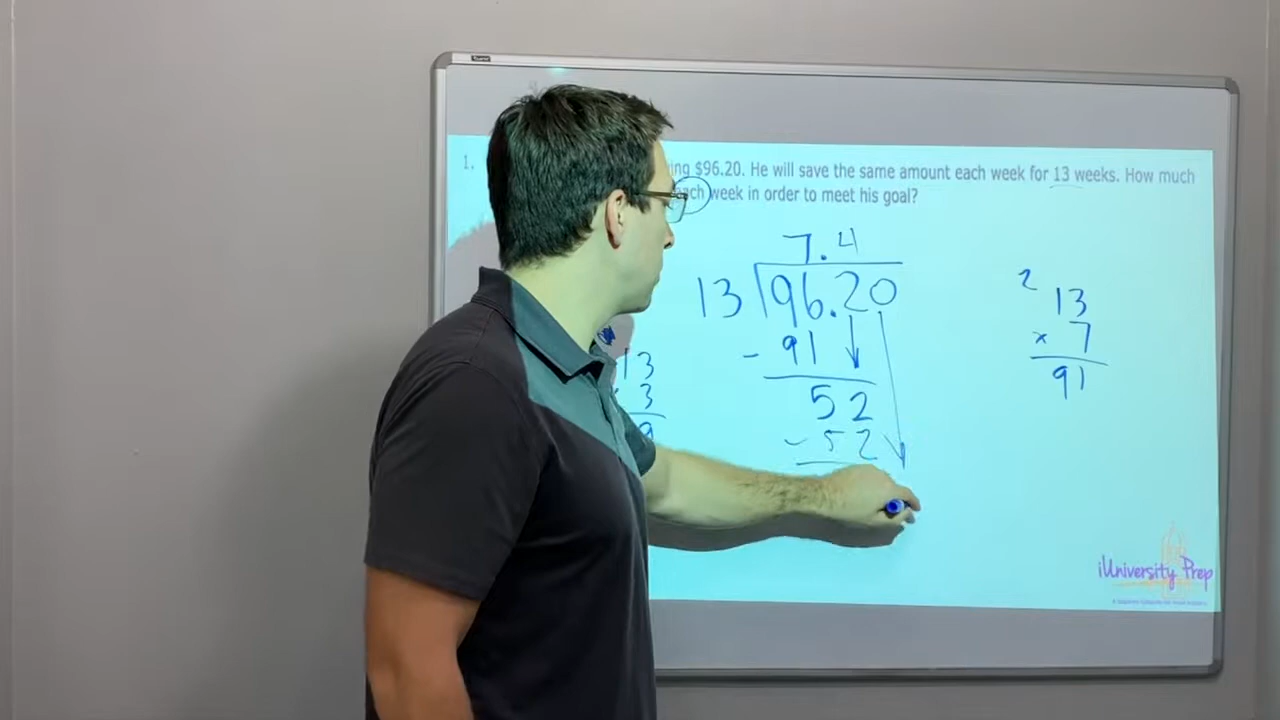 1. ing $96.20. He will save the same amount each week for 13 weeks. How much
each week in order to meet his goal?
7.4
13 96.20
- 91
52
- 52
13
3
9
2
13
x 7
91
iUniversity Prep